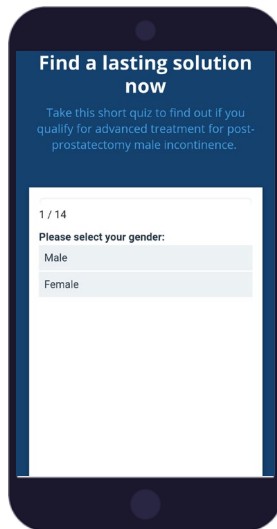 Find a lasting solution
now
Take this short quiz to find out if you
qualify for advanced treatment for post-
prostatectomy male incontinence.
1 / 14
Please select your gender:
Male
Female